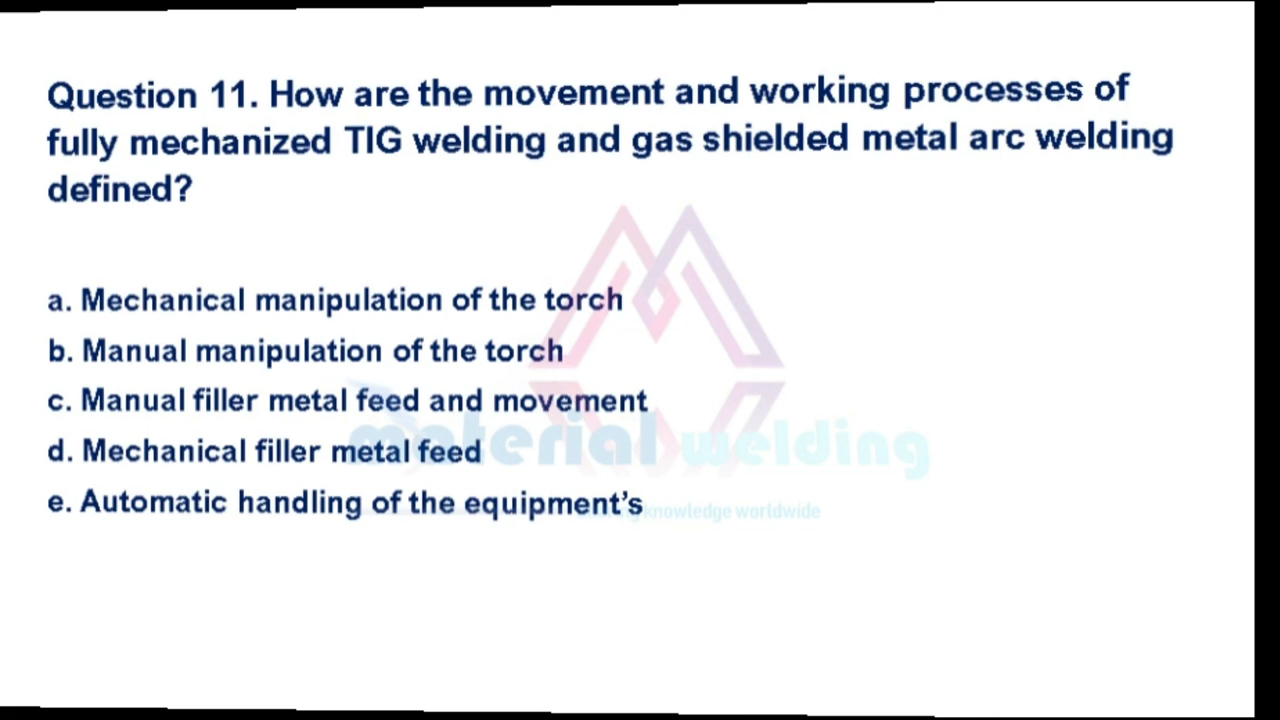 Question 11. How are the movement and working processes of
fully mechanized TIG welding and gas shielded metal arc welding
defined?
a. Mechanical manipulation of the torch
b. Manual manipulation of the torch
c. Manual filler metal feed and movement
d. Mechanical filler metal feed
e. Automatic handling of the equipment's
material welding
knowledge worldwide